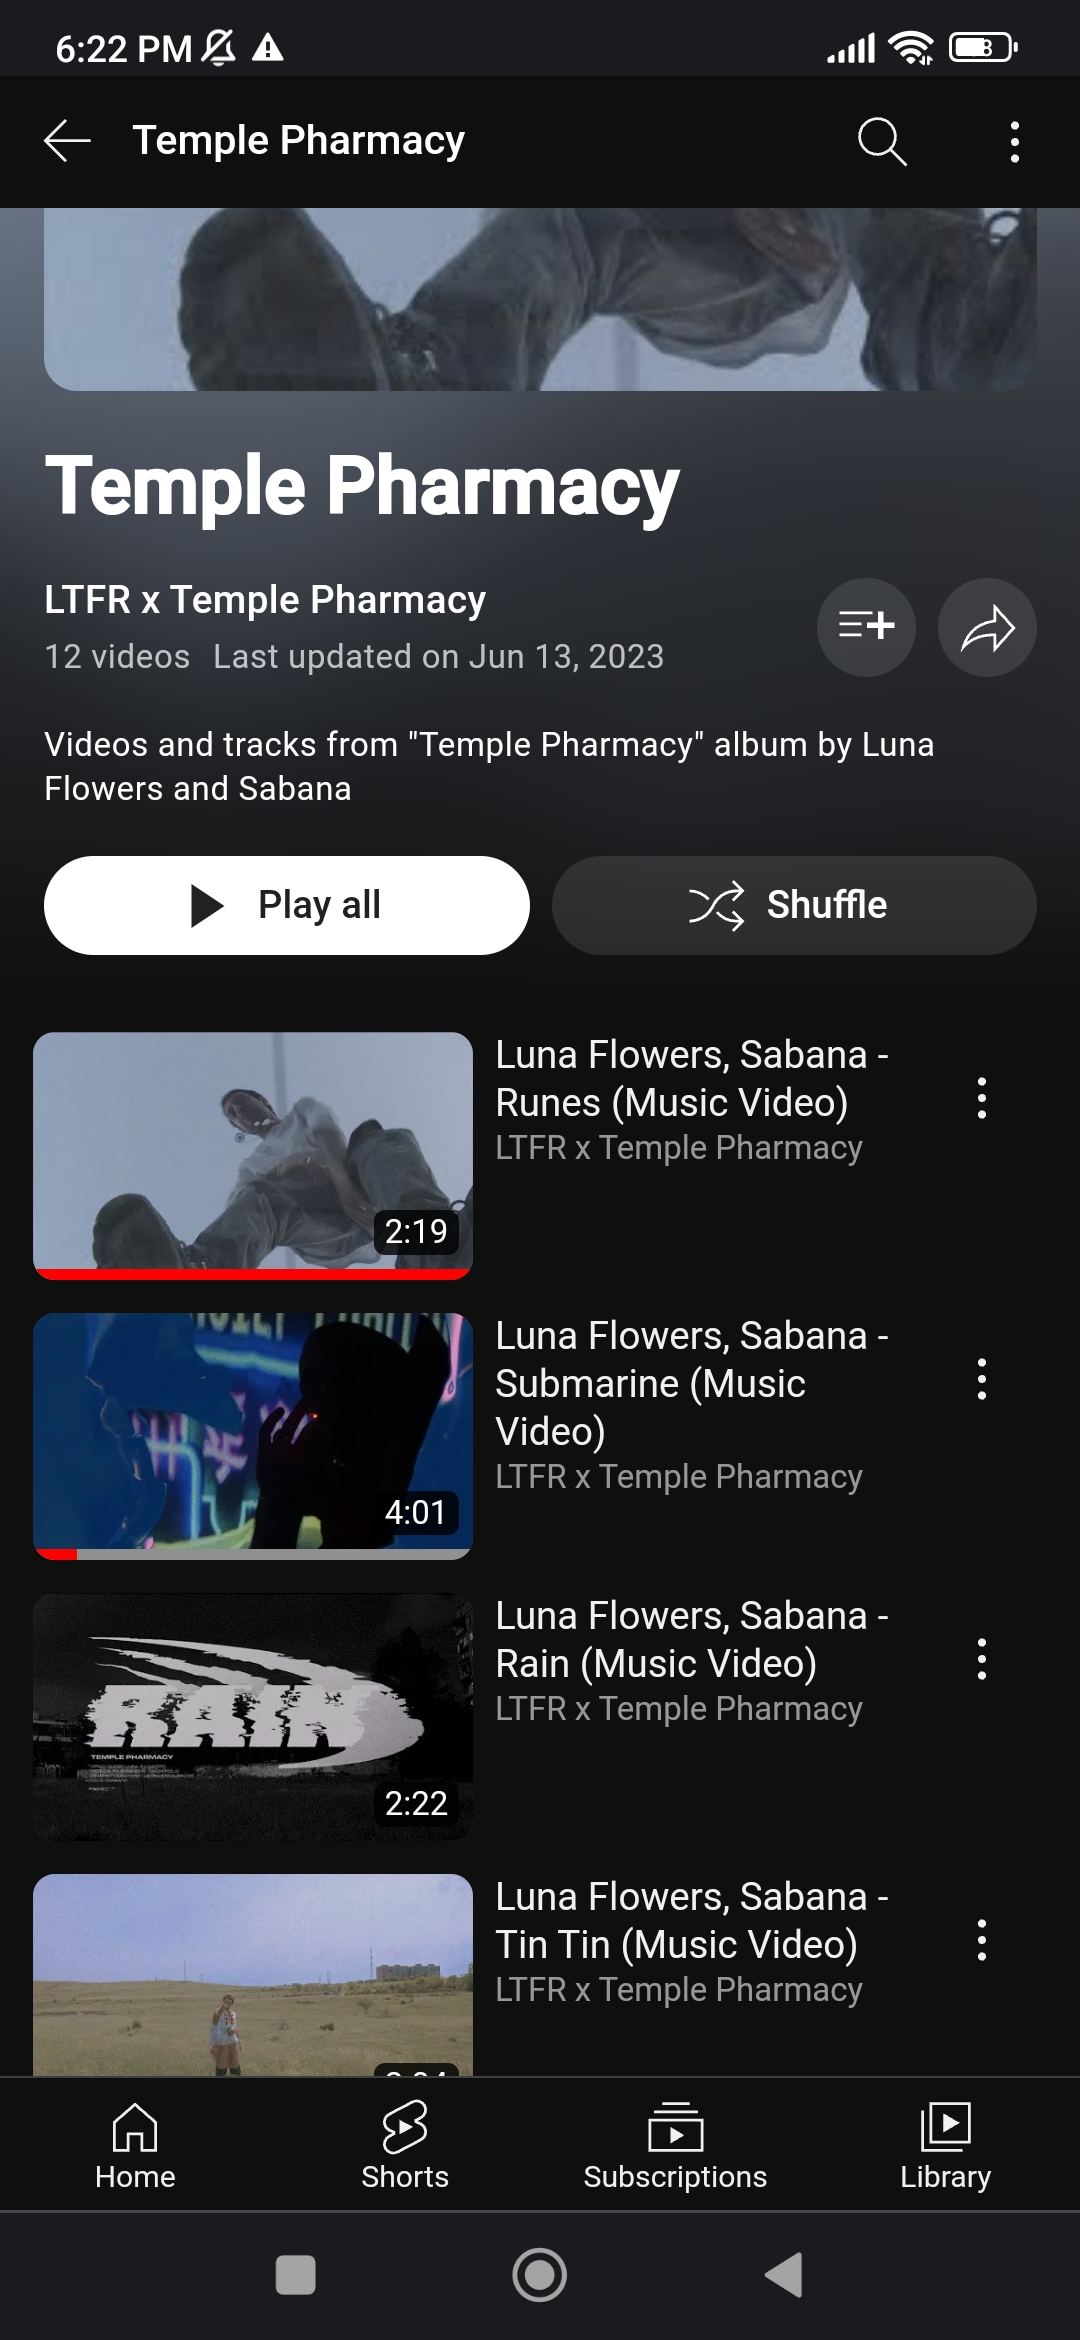 6:22 PM
Temple Pharmacy
Temple Pharmacy
LTFR x Temple Pharmacy
12 videos Last updated on Jun 13, 2023
Videos and tracks from "Temple Pharmacy" album by Luna
Flowers and Sabana
Play all
Shuffle
Luna Flowers, Sabana -
Runes (Music Video)
LTFR x Temple Pharmacy
2:19
Luna Flowers, Sabana -
Submarine (Music
Video)
LTFR x Temple Pharmacy
4:01
Luna Flowers, Sabana -
Rain (Music Video)
LTFR x Temple Pharmacy
RAIN
TEMPLE PHARMACY
2:22
Luna Flowers, Sabana -
Tin Tin (Music Video)
LTFR x Temple Pharmacy
Home
Shorts
Subscriptions
Library